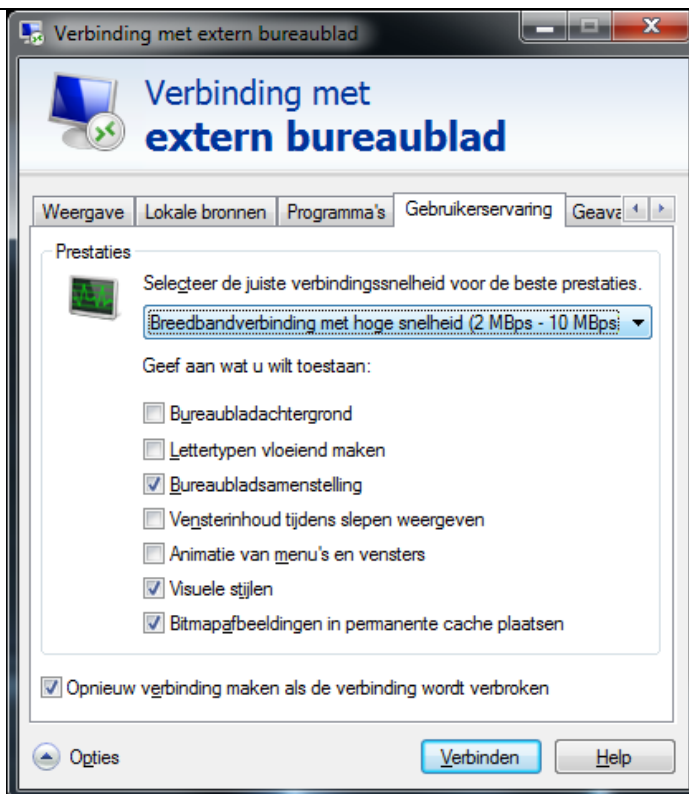 Verbinding met extern bureaublad
Verbinding met
extern bureaublad
Weergave Lokale bronnen Programma's Gebruikerservaring Geava
Prestaties
Selecteer de juiste verbindingssnelheid voor de beste prestaties.
Breedbandverbinding met hoge snelheid (2 MBps - 10 MBps)
Geef aan wat u wilt toestaan:
Bureaubladachtergrond
Lettertypen vloeiend maken
Bureaubladsamenstelling
Vensterinhoud tijdens slepen weergeven
Animatie van menu's en vensters
Visuele stijlen
Bitmapafbeeldingen in permanente cache plaatsen
Opnieuw verbinding maken als de verbinding wordt verbroken
Opties Verbinden Help